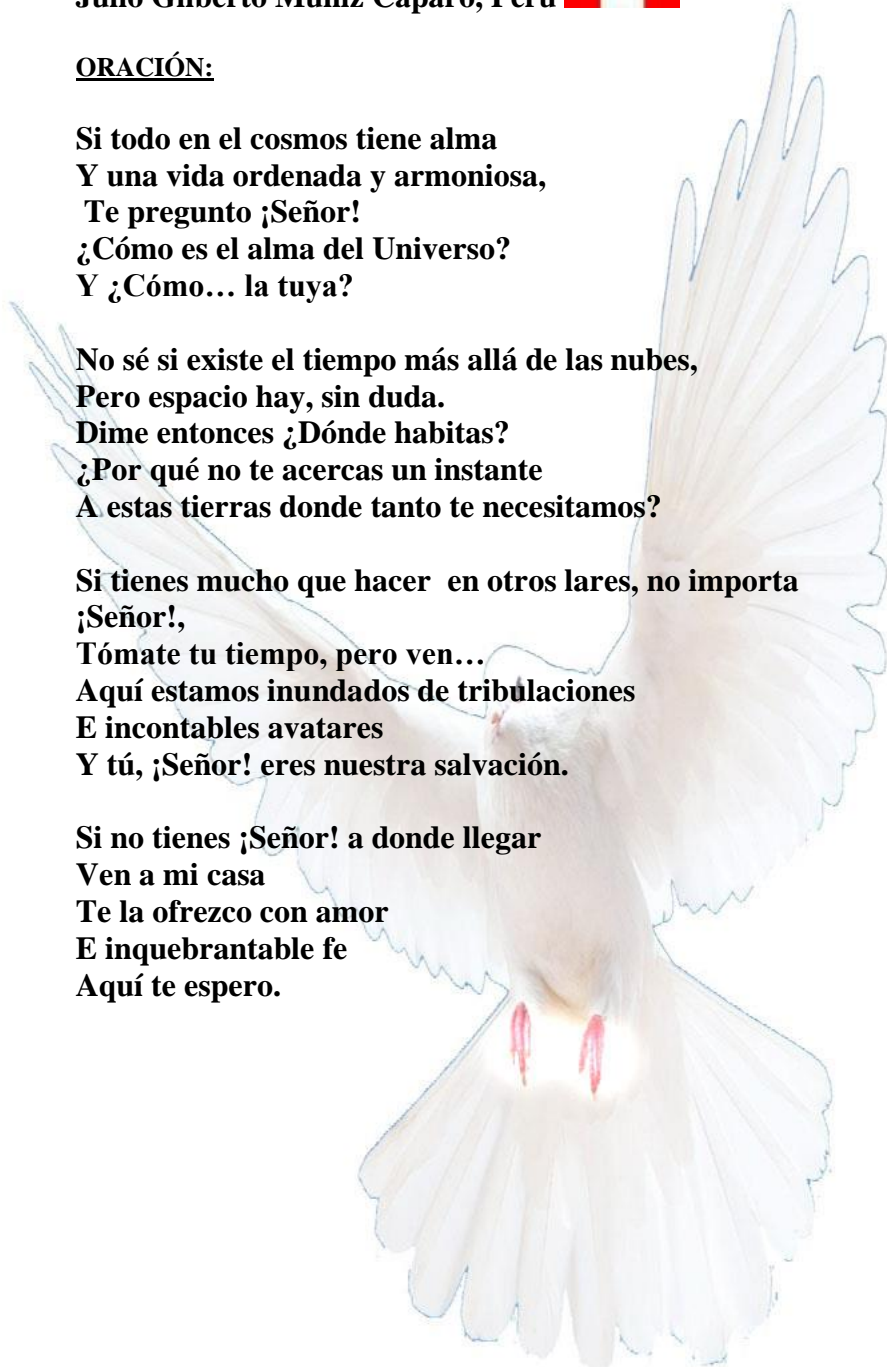 Julio Gilberto Muñiz Caparó, Perú
ORACIÓN:
Si todo en el cosmos tiene alma
Y una vida ordenada y armoniosa,
Te pregunto ¡Señor!
¿Cómo es el alma del Universo?
Y ¿Cómo… la tuya?
No sé si existe el tiempo más allá de las nubes,
Pero espacio hay, sin duda.
Dime entonces ¿Dónde habitas?
¿Por qué no te acercas un instante
A estas tierras donde tanto te necesitamos?
Si tienes mucho que hacer  en otros lares, no importa
¡Señor!,
Tómate tu tiempo, pero ven…
Aquí estamos inundados de tribulaciones
E incontables avatares
Y tú, ¡Señor! eres nuestra salvación.
Si no tienes ¡Señor! a donde llegar
Ven a mi casa
Te la ofrezco con amor
E inquebrantable fe
Aquí te espero.